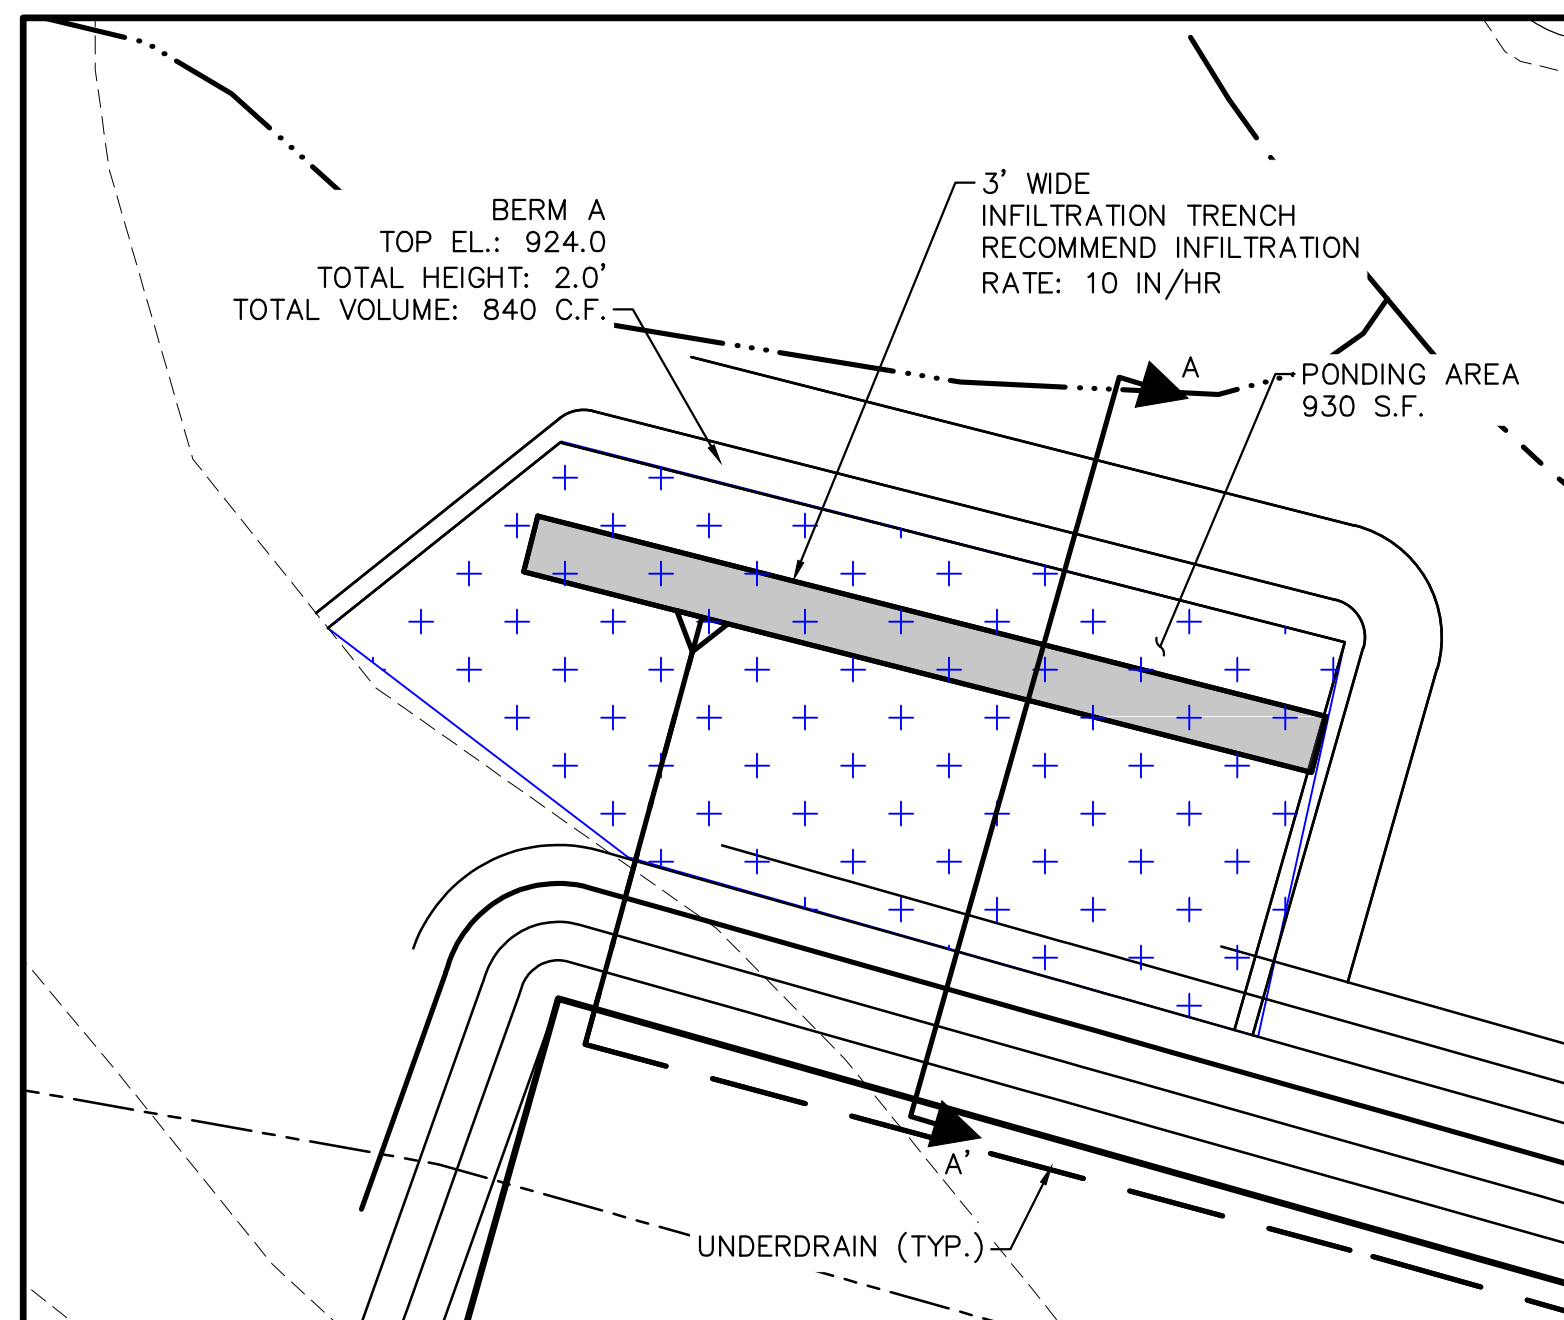 BERM A
TOP EL.: 924.0
TOTAL HEIGHT: 2.0'
TOTAL VOLUME: 840 C.F.
3' WIDE
INFILTRATION TRENCH
RECOMMEND INFILTRATION
RATE: 10 IN/HR
A
PONDING AREA
930 S.F.
A'
UNDERDRAIN (TYP.)